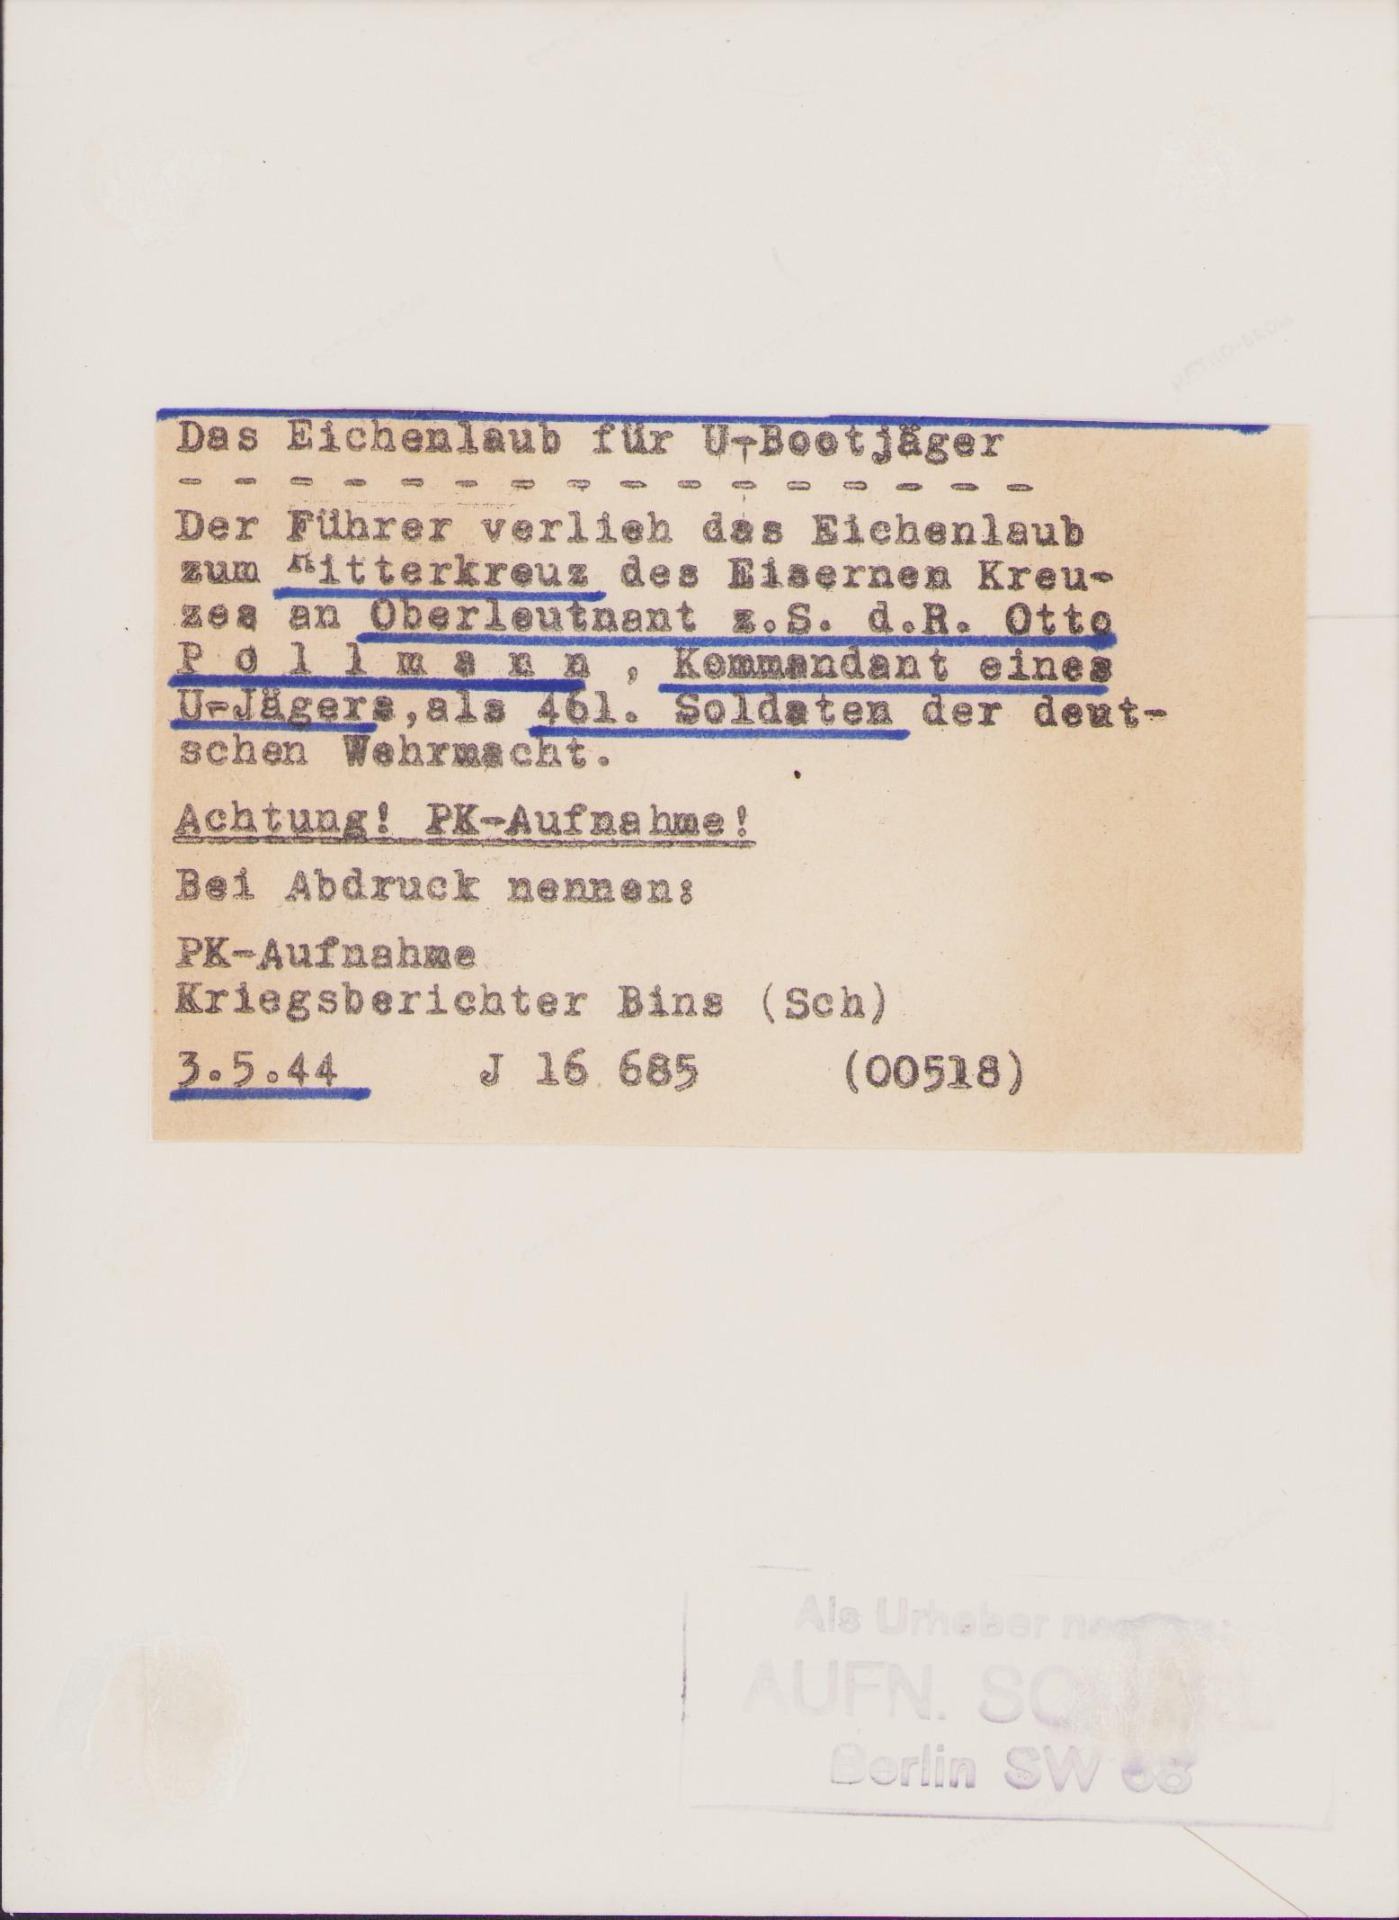 Das Eichenlaub für U-Bootjäger
- - - - - - - - - - - - - - - -
Der Führer verlieh das Eichenlaub
zum Ritterkreuz des Eisernen Kreu-
zes an Oberleutnant z.S. d.R. Otto
P o l l m a n n , Kommandant eines
U-Jägers,als 461. Soldaten der deut-
schen Wehrmacht.
Achtung! PK-Aufnahme!
Bei Abdruck nennen:
PK-Aufnahme
Kriegsberichter Bins (Sch)
3.5.44 J 16 685 (00518)
Als Urheber
AUFN.
Berlin SW 68